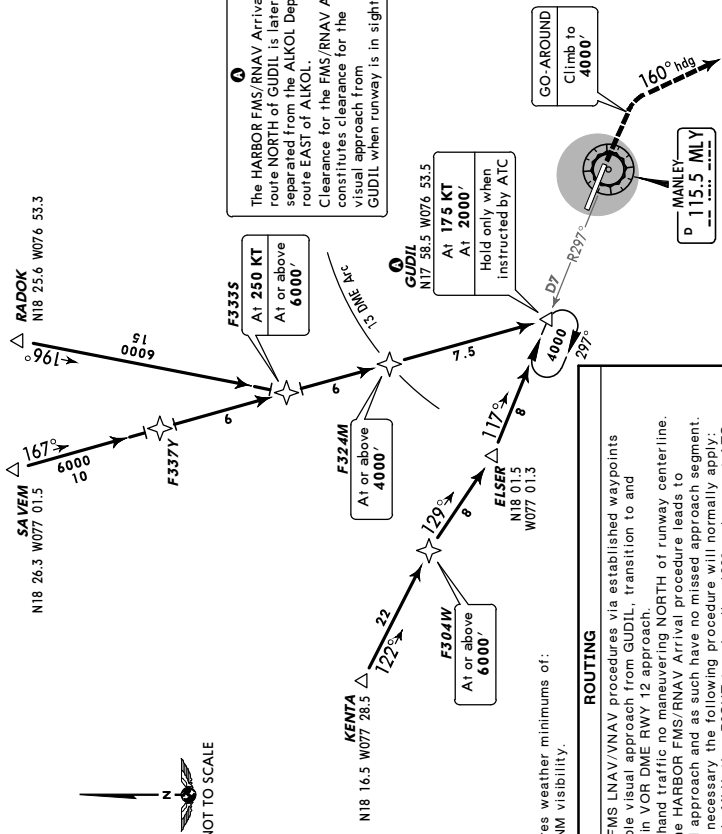 The HARBOR FMS/RNAV Arrival
route NORTH of GUDIL is later
separated from the ALKOL Dep
route EAST of ALKOL.
Clearance for the FMS/RNAV A
constitutes clearance for the
visual approach from
GUDIL when runway is in sight
A
RADOK
N18 25.6 W076 53.3
196°
6000
15
SAVEM
N18 26.3 W077 01.5
167°
6000
10
F337Y
6
F333S
At 250 KT
At or above
6000'
6
13 DME Arc
F324M
At or above
4000'
7.5
A
GUDIL
N17 58.5 W076 53.5
At 175 KT
At 2000'
Hold only when
instructed by ATC
GO-AROUND
Climb to
4000'
160° hdg
D7
R297°
MANLEY
D 115.5 MLY
4000
297°
117°
8
ELSER
N18 01.5
W077 01.3
129°
8
F304W
At or above
6000'
22
122°
KENTA
N18 16.5 W077 28.5
N
NOT TO SCALE
res weather minimums of:
NM visibility.
ROUTING
FMS LNAV/VNAV procedures via established waypoints
ble visual approach from GUDIL, transition to and
in VOR DME RWY 12 approach.
hand traffic no maneuvering NORTH of runway centerline.
he HARBOR FMS/RNAV Arrival procedure leads to
l approach and as such have no missed approach segment.
necessary the following procedure will normally apply: